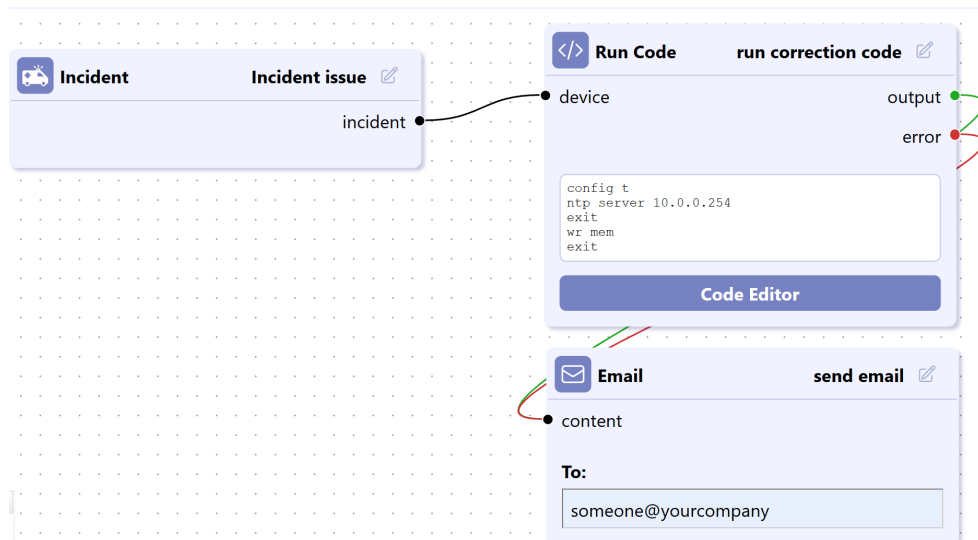 Incident
Incident issue
incident
Run Code
run correction code
device
output
error
config t
ntp server 10.0.0.254
exit
wr mem
exit
Code Editor
Email
send email
content
To:
someone@yourcompany